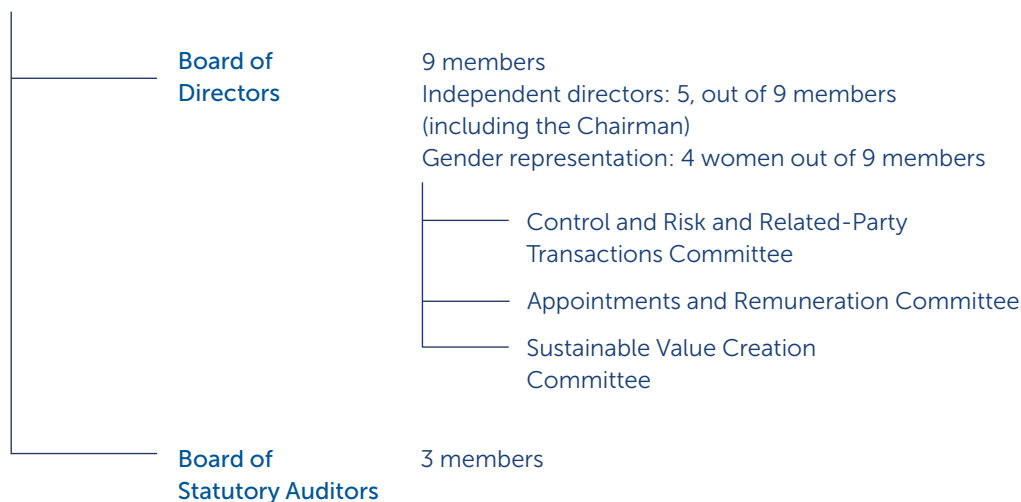 Board of
Directors
9 members
Independent directors: 5, out of 9 members
(including the Chairman)
Gender representation: 4 women out of 9 members
Control and Risk and Related-Party
Transactions Committee
Appointments and Remuneration Committee
Sustainable Value Creation
Committee
Board of
Statutory Auditors
3 members